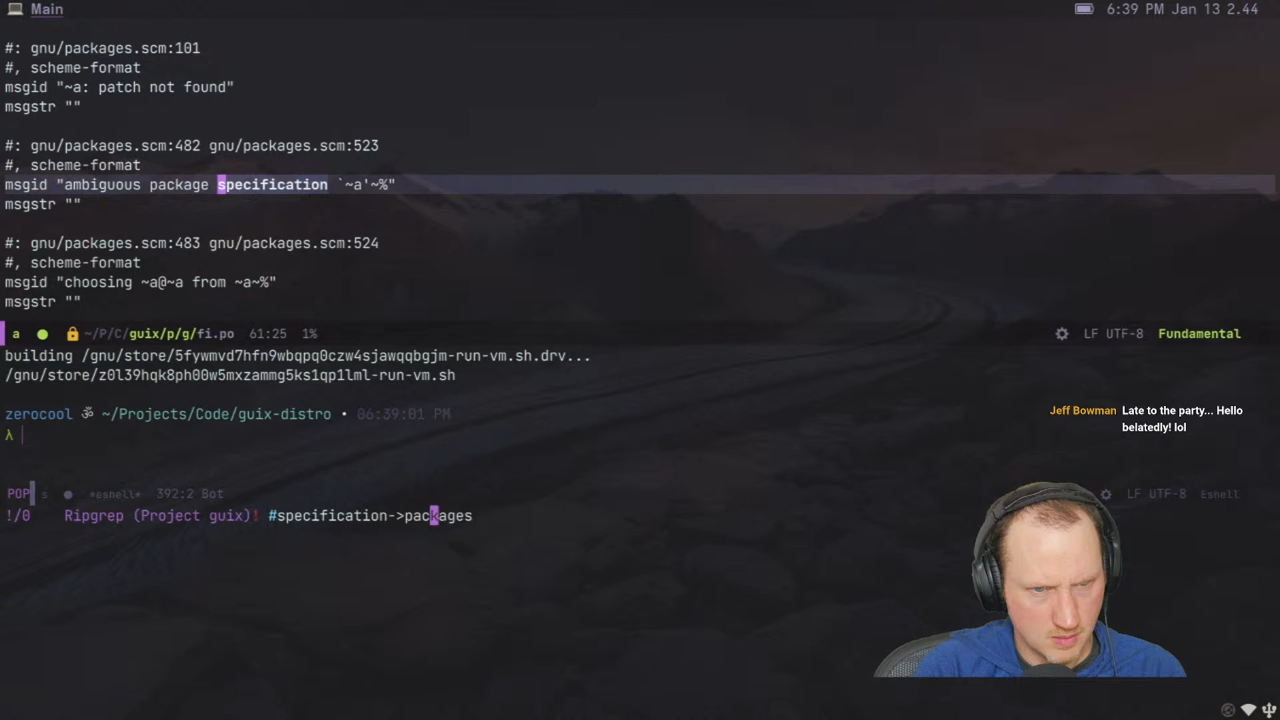 Main
6:39 PM Jan 13 2.44
#: gnu/packages.scm:101
#, scheme-format
msgid "~a: patch not found"
msgstr ""
#: gnu/packages.scm:482 gnu/packages.scm:523
#, scheme-format
msgid "ambiguous package specification `~a'~%"
msgstr ""
#: gnu/packages.scm:483 gnu/packages.scm:524
#, scheme-format
msgid "choosing ~a@~a from ~a~%"
msgstr ""
a ~/P/C/guix/p/g/fi.po 61:25 1%
LF UTF-8 Fundamental
building /gnu/store/5fywmvd7hfn9wbqpq0czw4sjawqqbgjm-run-vm.sh.drv...
/gnu/store/z0l39hqk8ph00w5mxzammg5ks1qp1lml-run-vm.sh
zerocool ॐ ~/Projects/Code/guix-distro • 06:39:01 PM
λ
Jeff Bowman Late to the party... Hello
belatedly! lol
POP s *eshell* 392:2 Bot
LF UTF-8 Eshell
!/0 Ripgrep (Project guix)! #specification->packages